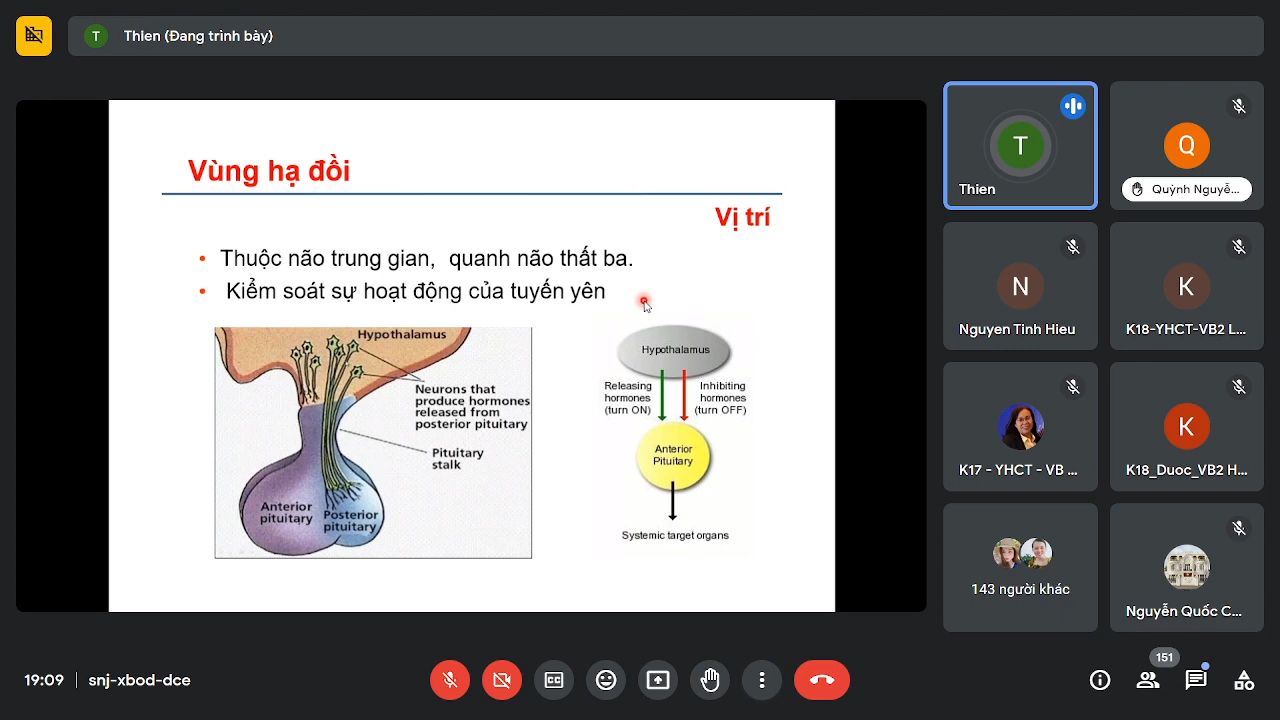 T
Thien (Đang trình bày)
Vùng hạ đồi
Vị trí
• Thuộc não trung gian, quanh não thất ba.
• Kiểm soát sự hoạt động của tuyến yên
Hypothalamus
Neurons that
produce hormones
released from
posterior pituitary
Pituitary
stalk
Anterior
pituitary
Posterior
pituitary
Hypothalamus
Releasing
hormones
(turn ON)
Inhibiting
hormones
(turn OFF)
Anterior
Pituitary
Systemic target organs
T
Thien
Q
Quỳnh Nguyễ...
N
Nguyen Tinh Hieu
K
K18-YHCT-VB2 L...
K17 - YHCT - VB ...
K
K18_Duoc_VB2 H...
143 người khác
Nguyễn Quốc C...
19:09
snj-xbod-dce
151